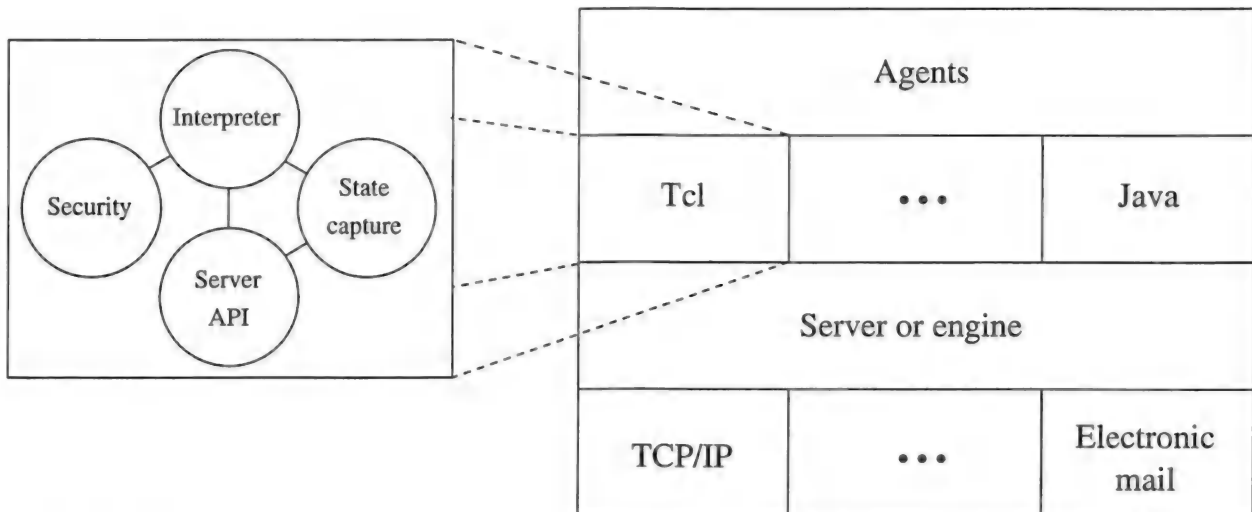 Interpreter
Security
State
capture
Server
API
Agents
Tcl
•••
Java
Server or engine
TCP/IP
•••
Electronic
mail